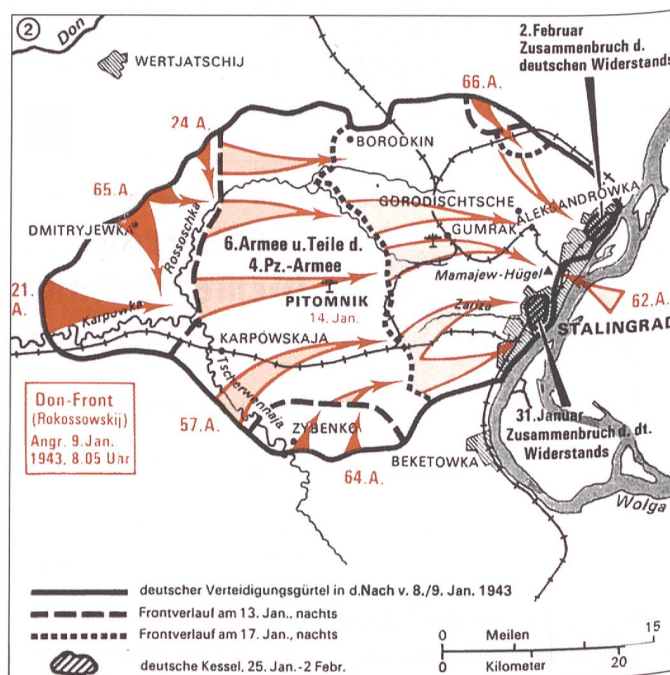 2
Don
WERTJATSCHIJ
2. Februar
Zusammenbruch d.
deutschen Widerstands
66. A.
24 A.
BORODKIN
65. A.
DMITRYJEWKA
Rossoschka
GORODISCHTSCHE
ALEKSANDROWKA
GUMRAK
6. Armee u. Teile d.
4. Pz.-Armee
Mamajew-Hügel
21.
A.
PITOMNIK
14. Jan.
Zariza
62. A.
STALINGRAD
Karpowka
KARPÓWSKAJA
Tscherwennaja
Don-Front
(Rokossowskij)
Angr. 9. Jan.
1943, 8.05 Uhr
57. A.
ZYBENKO
64. A.
31. Januar
Zusammenbruch d. dt.
Widerstands
BEKETOWKA
Wolga
deutscher Verteidigungsgürtel in d. Nach v. 8./9. Jan. 1943
Frontverlauf am 13. Jan., nachts
Frontverlauf am 17. Jan., nachts
deutsche Kessel, 25. Jan. - 2 Febr.
0 Meilen 15
0 Kilometer 20